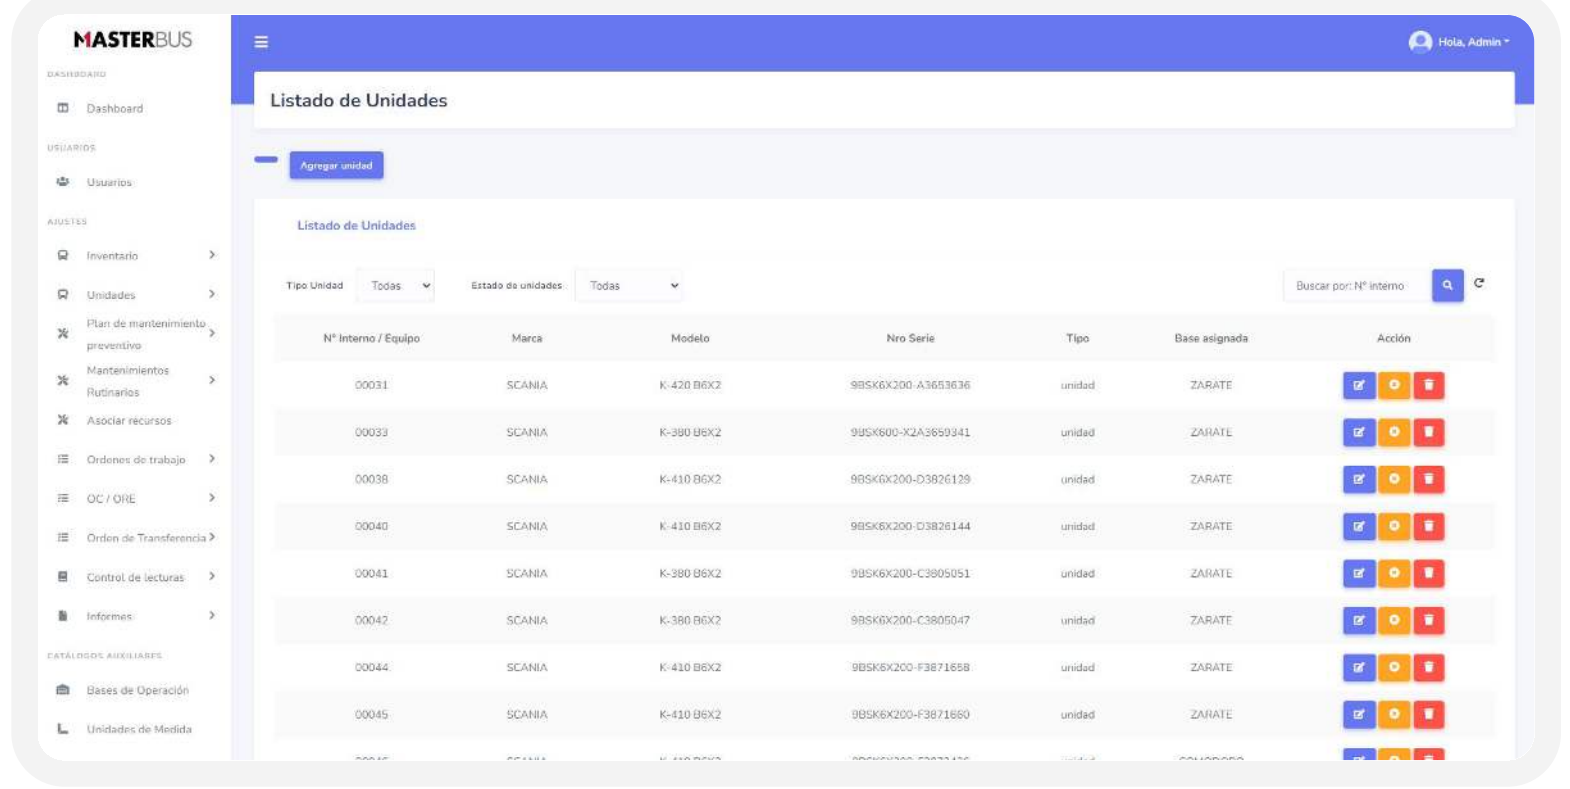 MASTERBUS
Hola, Admin
DASHBOARD
Dashboard
USUARIOS
Usuarios
AJUSTES
Inventario
Unidades
Plan de mantenimiento
preventivo
Mantenimientos
Rutinarios
Asociar recursos
Ordenes de trabajo
OC / ORE
Orden de Transferencia
Control de lecturas
Informes
CATÁLOGOS AUXILIARES
Bases de Operación
Unidades de Medida
Listado de Unidades
Agregar unidad
Listado de Unidades
Tipo Unidad Todas Estado de unidades Todas Buscar por: N° interno
N° Interno / Equipo Marca Modelo Nro Serie Tipo Base asignada Acción
00031 SCANIA K-420 B6X2 9BSK6X200-A3653636 unidad ZARATE
00033 SCANIA K-380 B6X2 9BSK600-X2A3659341 unidad ZARATE
00038 SCANIA K-410 B6X2 9BSK6X200-D3826129 unidad ZARATE
00040 SCANIA K-410 B6X2 9BSK6X200-D3826144 unidad ZARATE
00041 SCANIA K-380 B6X2 9BSK6X200-C3805051 unidad ZARATE
00042 SCANIA K-380 B6X2 9BSK6X200-C3805047 unidad ZARATE
00044 SCANIA K-410 B6X2 9BSK6X200-F3871658 unidad ZARATE
00045 SCANIA K-410 B6X2 9BSK6X200-F3871660 unidad ZARATE